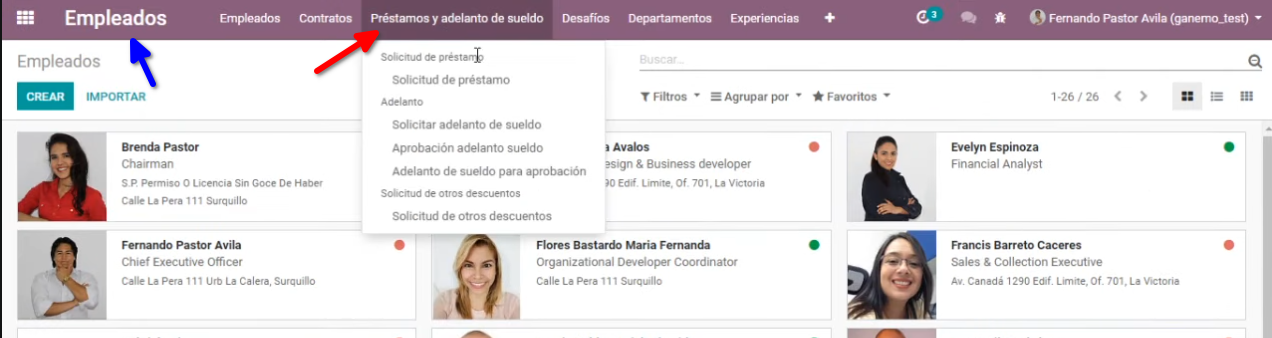 Empleados Empleados Contratos Préstamos y adelanto de sueldo Desafíos Departamentos Experiencias 3 Fernando Pastor Avila (ganemo_test)
Empleados
Buscar...
CREAR IMPORTAR
Filtros Agrupar por Favoritos 1-26 / 26
Solicitud de préstamo
Solicitud de préstamo
Adelanto
Solicitar adelanto de sueldo
Aprobación adelanto sueldo
Adelanto de sueldo para aprobación
Solicitud de otros descuentos
Solicitud de otros descuentos
Brenda Pastor
Chairman
S.P. Permiso O Licencia Sin Goce De Haber
Calle La Pera 111 Surquillo
a Avalos
esign & Business developer
90 Edif. Limite, Of. 701, La Victoria
Evelyn Espinoza
Financial Analyst
Fernando Pastor Avila
Chief Executive Officer
Calle La Pera 111 Urb La Calera, Surquillo
Flores Bastardo Maria Fernanda
Organizational Developer Coordinator
Calle La Pera 111 Surquillo
Francis Barreto Caceres
Sales & Collection Executive
Av. Canadá 1290 Edif. Limite, Of. 701, La Victoria